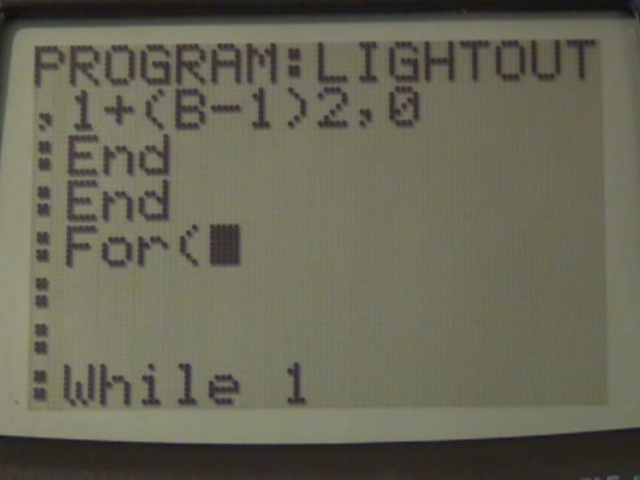 PROGRAM:LIGHTOUT
,1+(B-1)2,0
:End
:End
:For(
:
:
:While 1